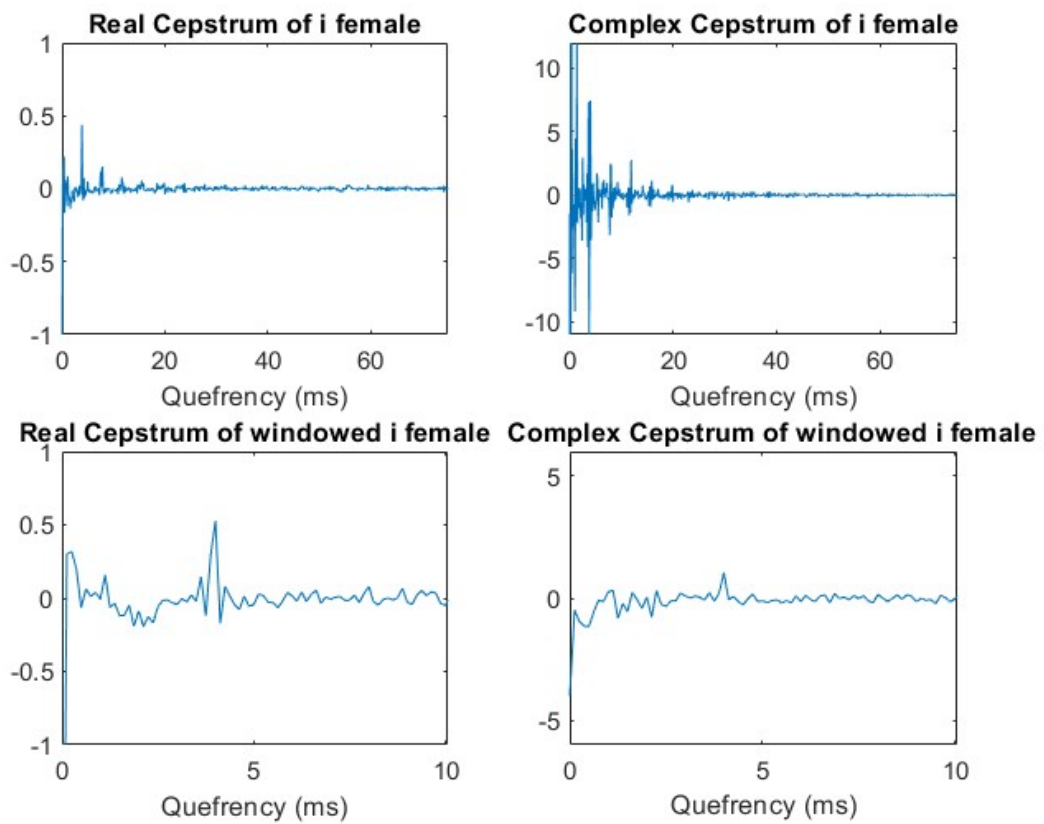 Real Cepstrum of i female
1
0.5
0
-0.5
-1
0 20 40 60
Quefrency (ms)
Complex Cepstrum of i female
10
5
0
-5
-10
0 20 40 60
Quefrency (ms)
Real Cepstrum of windowed i female
1
0.5
0
-0.5
-1
0 5 10
Quefrency (ms)
Complex Cepstrum of windowed i female
5
0
-5
0 5 10
Quefrency (ms)